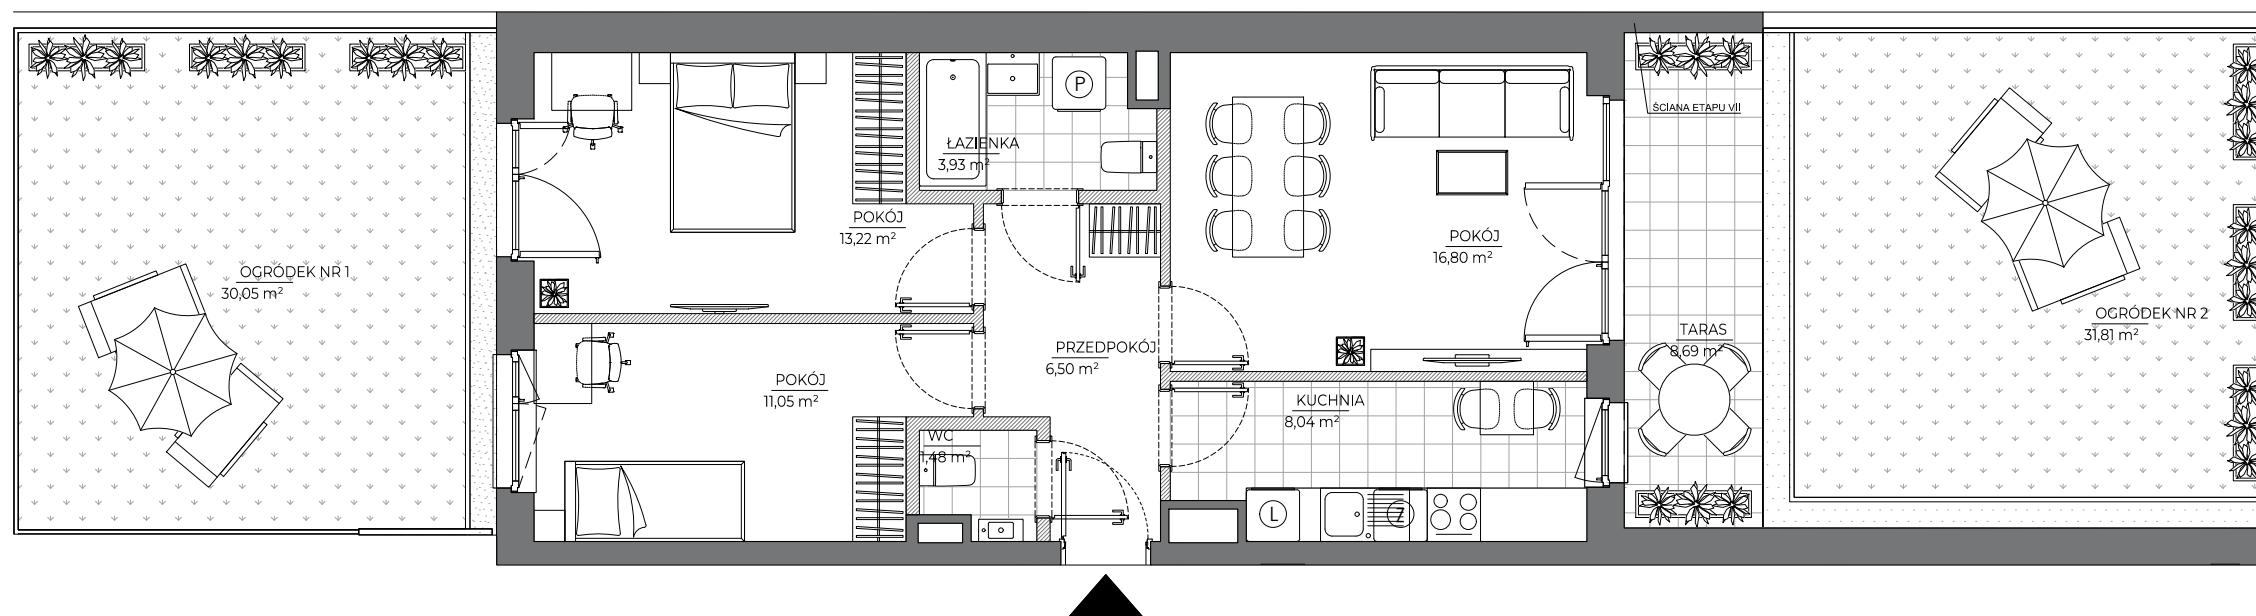 OGRÓDEK NR 1
30,05 m²
POKÓJ
13,22 m²
POKÓJ
11,05 m²
ŁAZIENKA
3,93 m²
P
WC
1,48 m²
PRZEDPOKÓJ
6,50 m²
POKÓJ
16,80 m²
KUCHNIA
8,04 m²
L
Z
ŚCIANA ETAPU VII
TARAS
8,69 m²
OGRÓDEK NR 2
31,81 m²